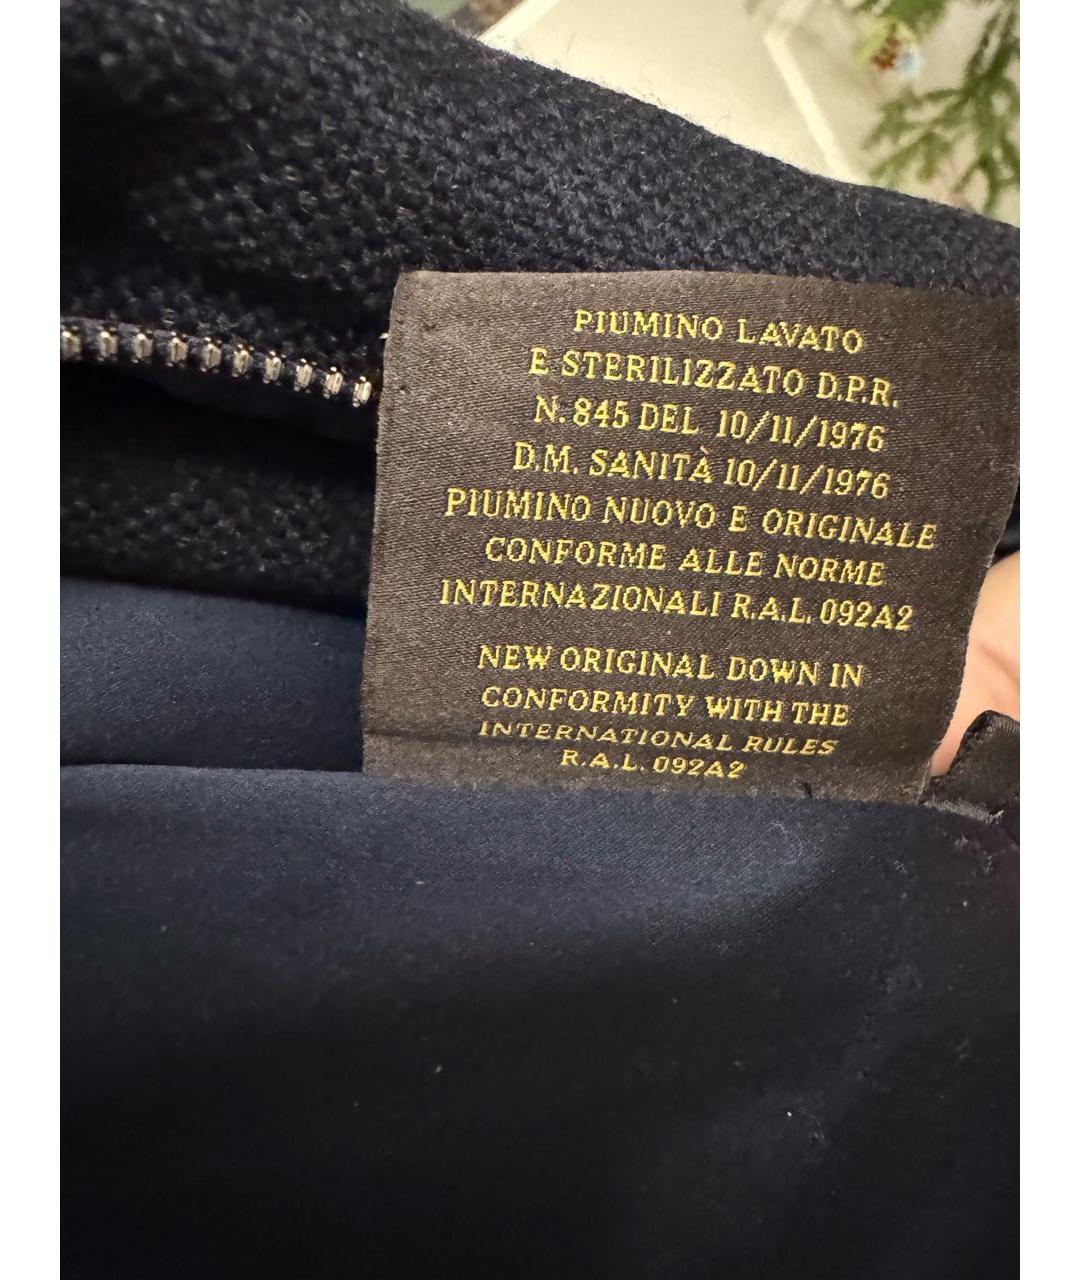 PIUMINO LAVATO
E STERILIZZATO D.P.R.
N. 845 DEL 10/11/1976
D.M. SANITÀ 10/11/1976
PIUMINO NUOVO E ORIGINALE
CONFORME ALLE NORME
INTERNAZIONALI R.A.L. 092A2
NEW ORIGINAL DOWN IN
CONFORMITY WITH THE
INTERNATIONAL RULES
R.A.L. 092A2